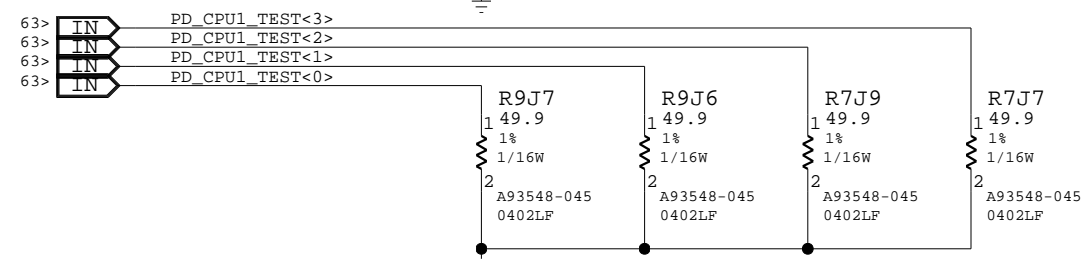 63> IN PD_CPU1_TEST<3>
63> IN PD_CPU1_TEST<2>
63> IN PD_CPU1_TEST<1>
63> IN PD_CPU1_TEST<0>
R9J7 R9J6 R7J9 R7J7
1 49.9 1 49.9 1 49.9 1 49.9
1% 1% 1% 1%
1/16W 1/16W 1/16W 1/16W
2 2 2 2
A93548-045 A93548-045 A93548-045 A93548-045
0402LF 0402LF 0402LF 0402LF